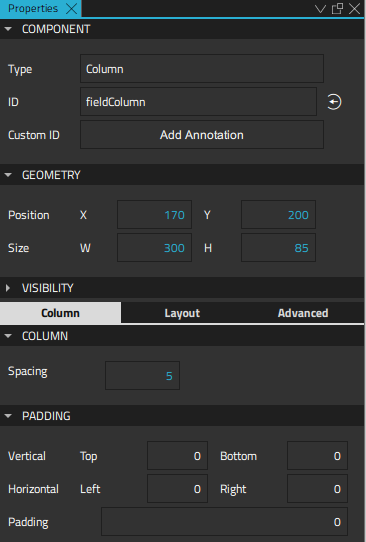 Properties
COMPONENT
Type Column
ID fieldColumn
Custom ID Add Annotation
GEOMETRY
Position X 170 Y 200
Size W 300 H 85
VISIBILITY
Column Layout Advanced
COLUMN
Spacing 5
PADDING
Vertical Top 0 Bottom 0
Horizontal Left 0 Right 0
Padding 0